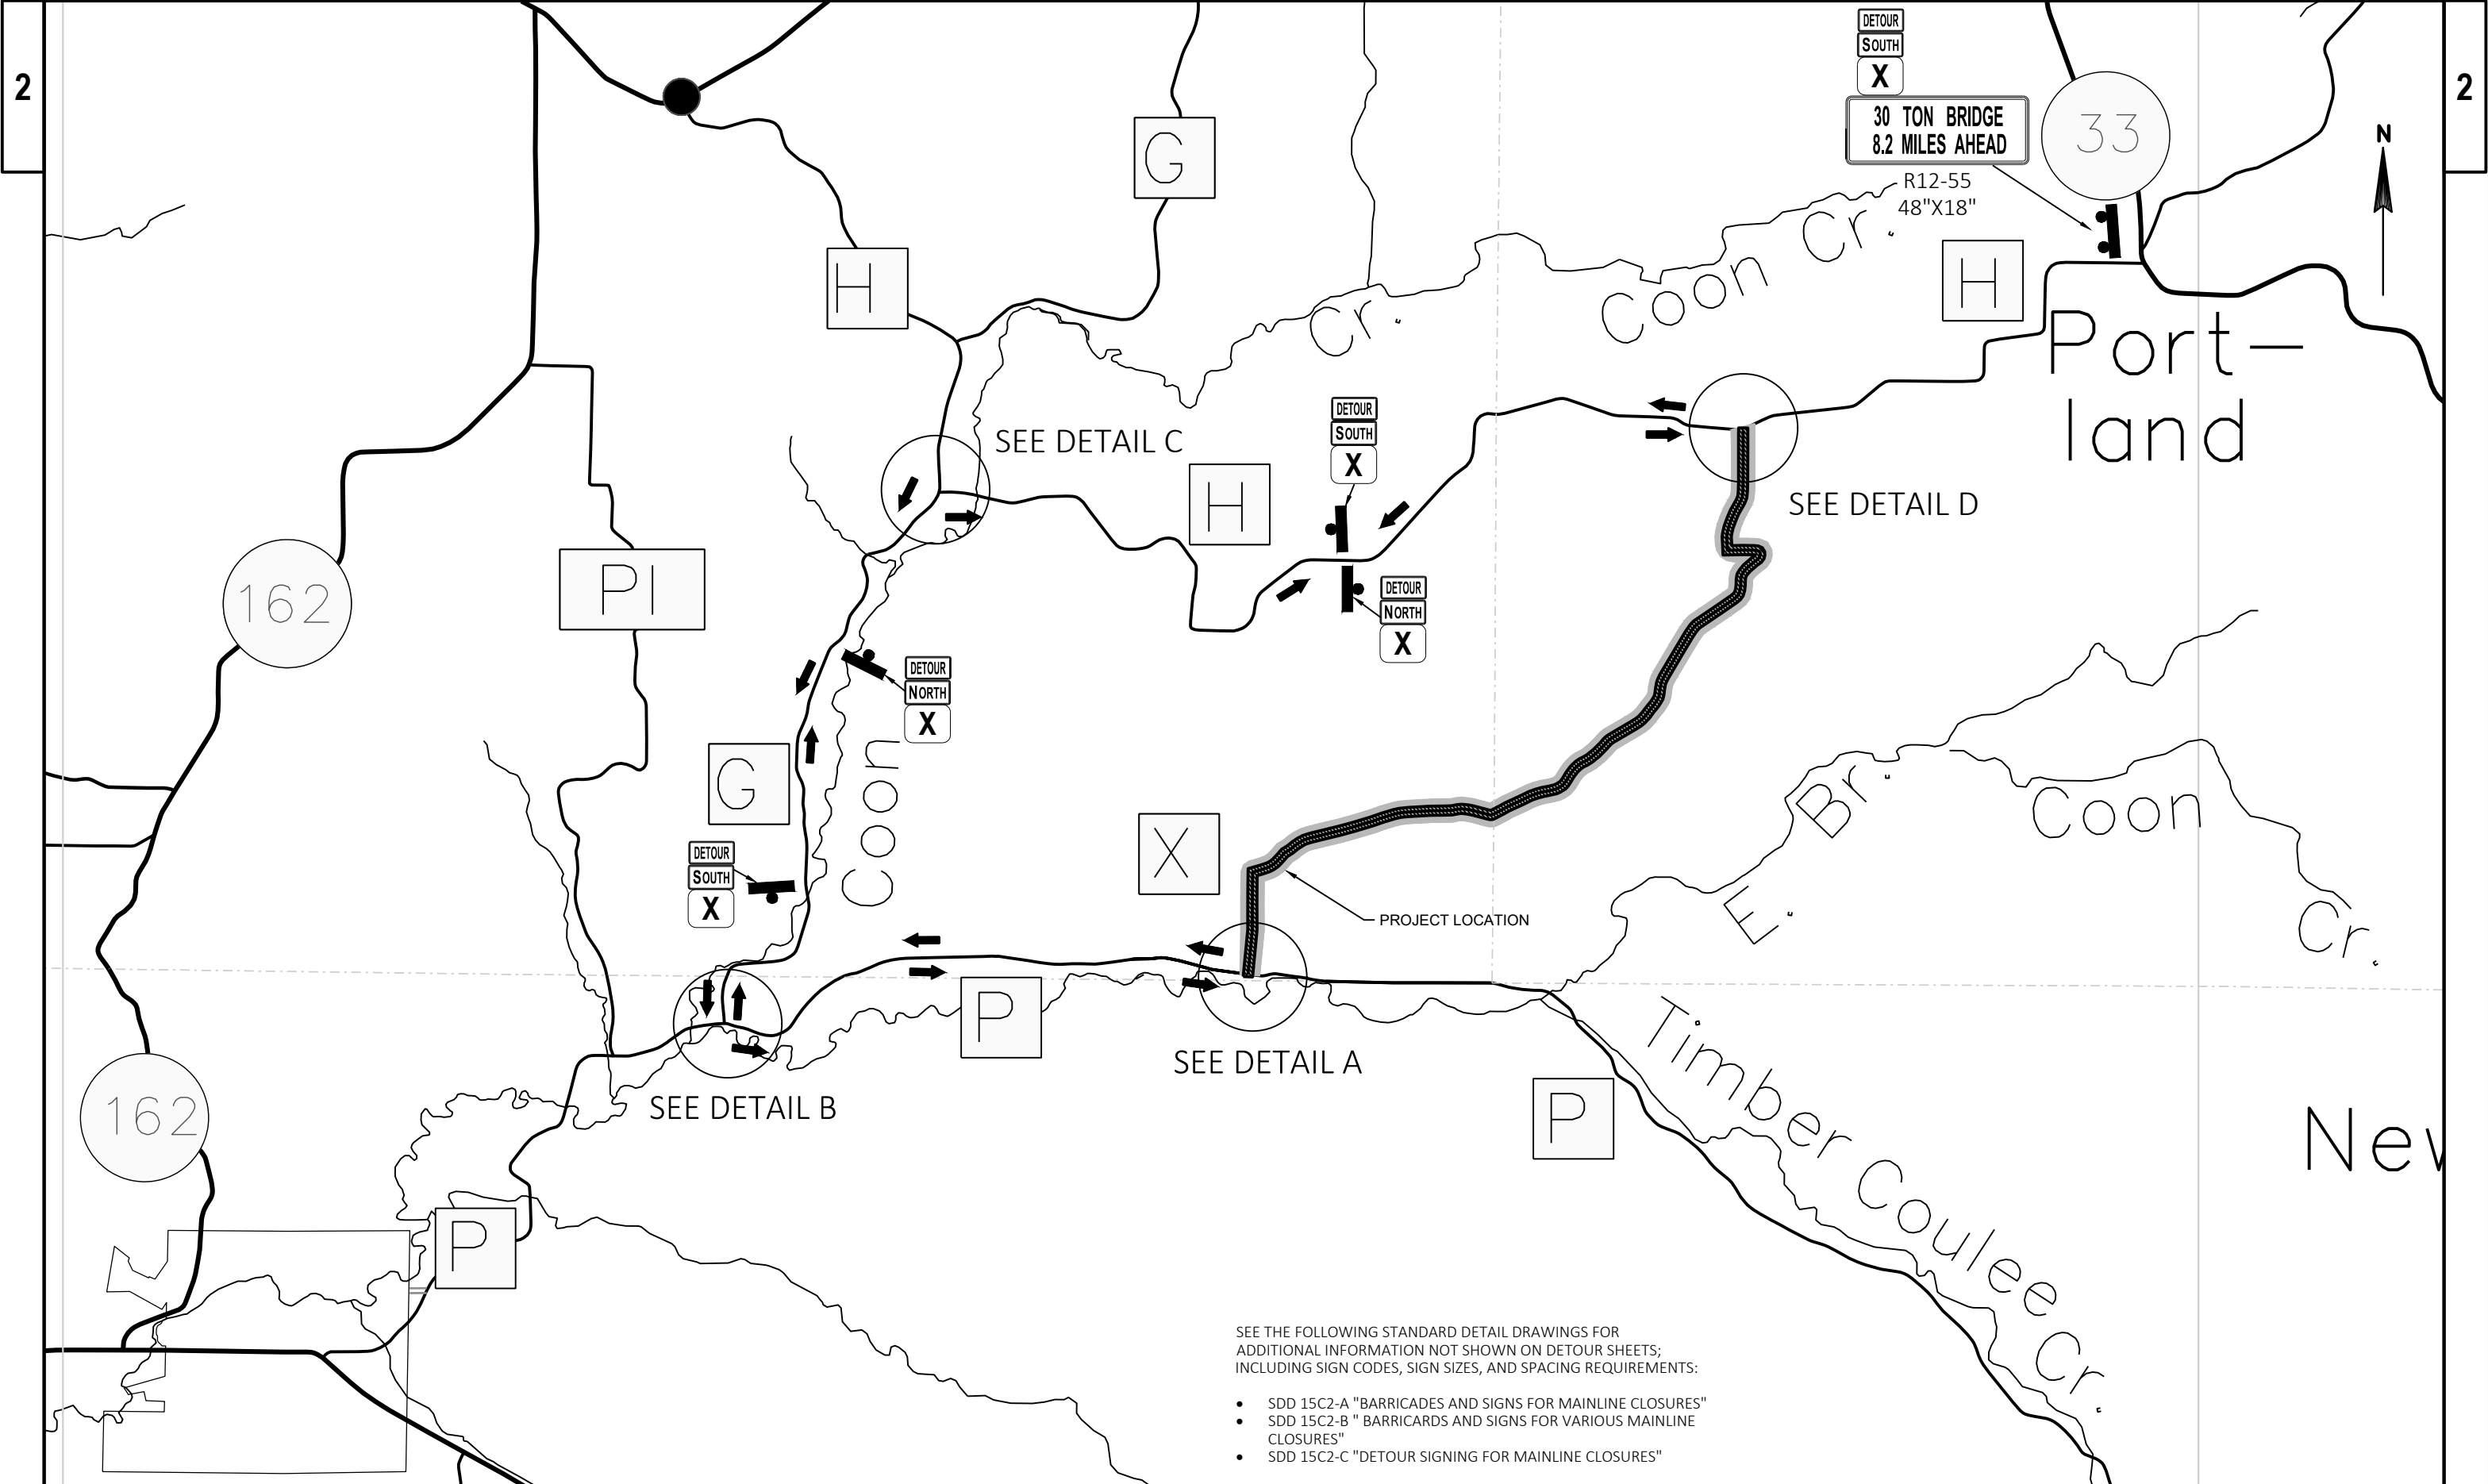 2
DETOUR
SOUTH
X
2
30 TON BRIDGE
8.2 MILES AHEAD
33
N
R12-55
48"X18"
G
H
Cr.
Coon Cr.
H
Port-
land
DETOUR
SOUTH
X
SEE DETAIL C
H
SEE DETAIL D
162
PI
DETOUR
NORTH
X
DETOUR
NORTH
X
G
Coon
X
E. Br.
Coon
Cr.
DETOUR
SOUTH
X
PROJECT LOCATION
P
SEE DETAIL A
SEE DETAIL B
162
P
Timber Coulee Cr.
P
SEE THE FOLLOWING STANDARD DETAIL DRAWINGS FOR
ADDITIONAL INFORMATION NOT SHOWN ON DETOUR SHEETS;
INCLUDING SIGN CODES, SIGN SIZES, AND SPACING REQUIREMENTS:
• SDD 15C2-A "BARRICADES AND SIGNS FOR MAINLINE CLOSURES"
• SDD 15C2-B " BARRICARDS AND SIGNS FOR VARIOUS MAINLINE
CLOSURES"
• SDD 15C2-C "DETOUR SIGNING FOR MAINLINE CLOSURES"